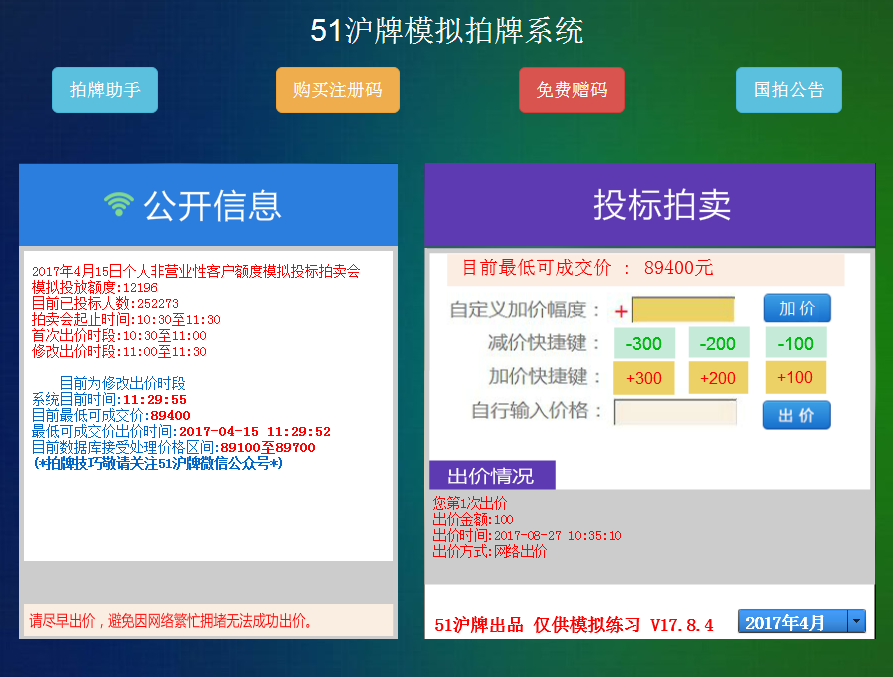 51沪牌模拟拍牌系统
拍牌助手
购买注册码
免费赠码
国拍公告
公开信息
2017年4月15日个人非营业性客户额度模拟投标拍卖会
模拟投放额度:12196
目前已投标人数:252273
拍卖会起止时间:10:30至11:30
首次出价时段:10:30至11:00
修改出价时段:11:00至11:30
目前为修改出价时段
系统目前时间:11:29:55
目前最低可成交价:89400
最低可成交价出价时间:2017-04-15 11:29:52
目前数据库接受处理价格区间:89100至89700
(*拍牌技巧敬请关注51沪牌微信公众号*)
请尽早出价，避免因网络繁忙拥堵无法成功出价。
投标拍卖
目前最低可成交价 : 89400元
自定义加价幅度：
+
加价
减价快捷键：
-300
-200
-100
加价快捷键：
+300
+200
+100
自行输入价格：
出价
出价情况
您第1次出价
出价金额:100
出价时间:2017-08-27 10:35:10
出价方式:网络出价
51沪牌出品 仅供模拟练习 V17.8.4
2017年4月